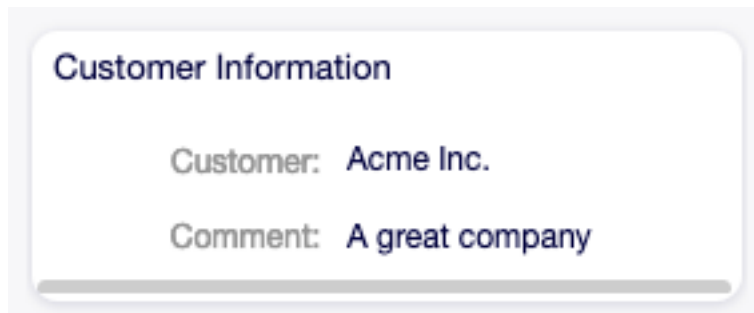 Customer Information
Customer: Acme Inc.
Comment: A great company